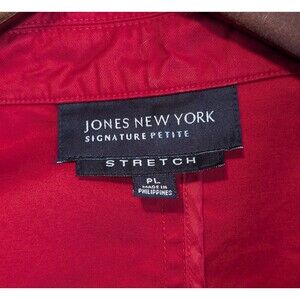 JONES NEW YORK
SIGNATURE PETITE
STRETCH
PL
MADE IN
PHILIPPINES